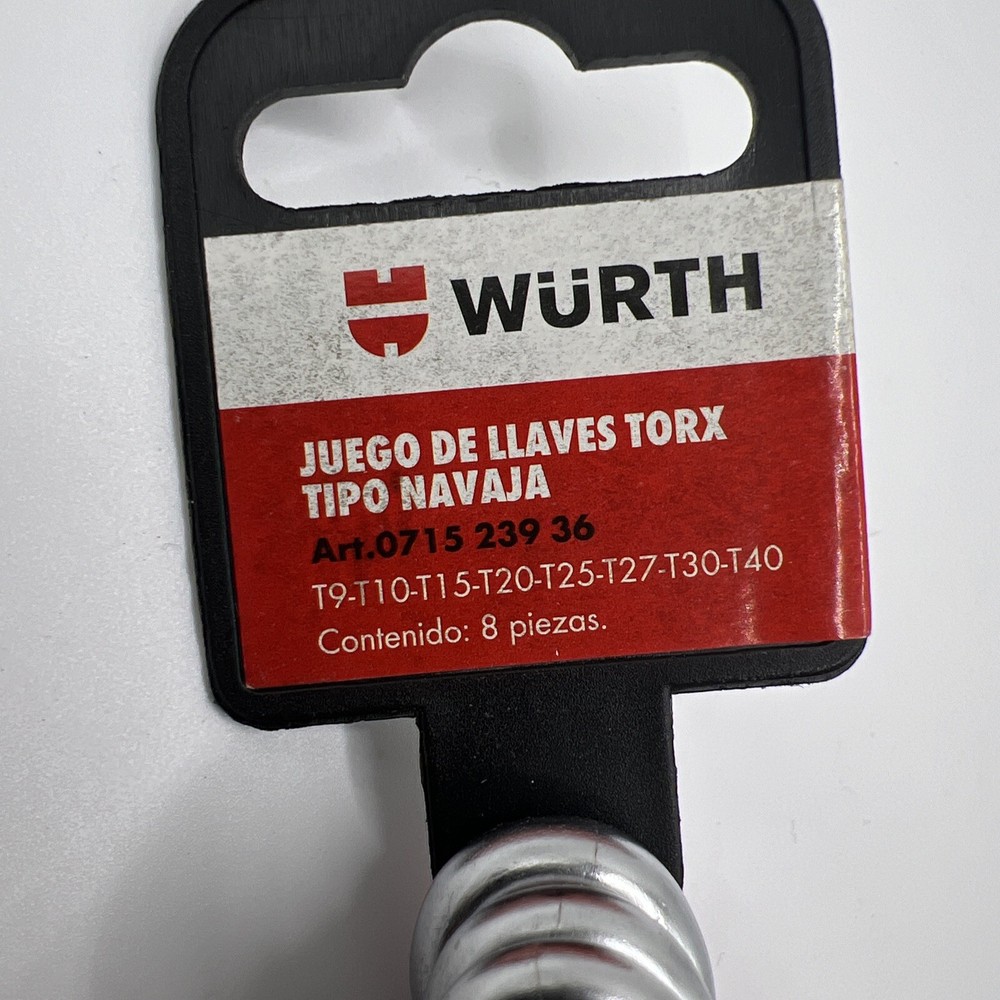 WÜRTH
JUEGO DE LLAVES TORX
TIPO NAVAJA
Art.0715 239 36
T9-T10-T15-T20-T25-T27-T30-T40
Contenido: 8 piezas.